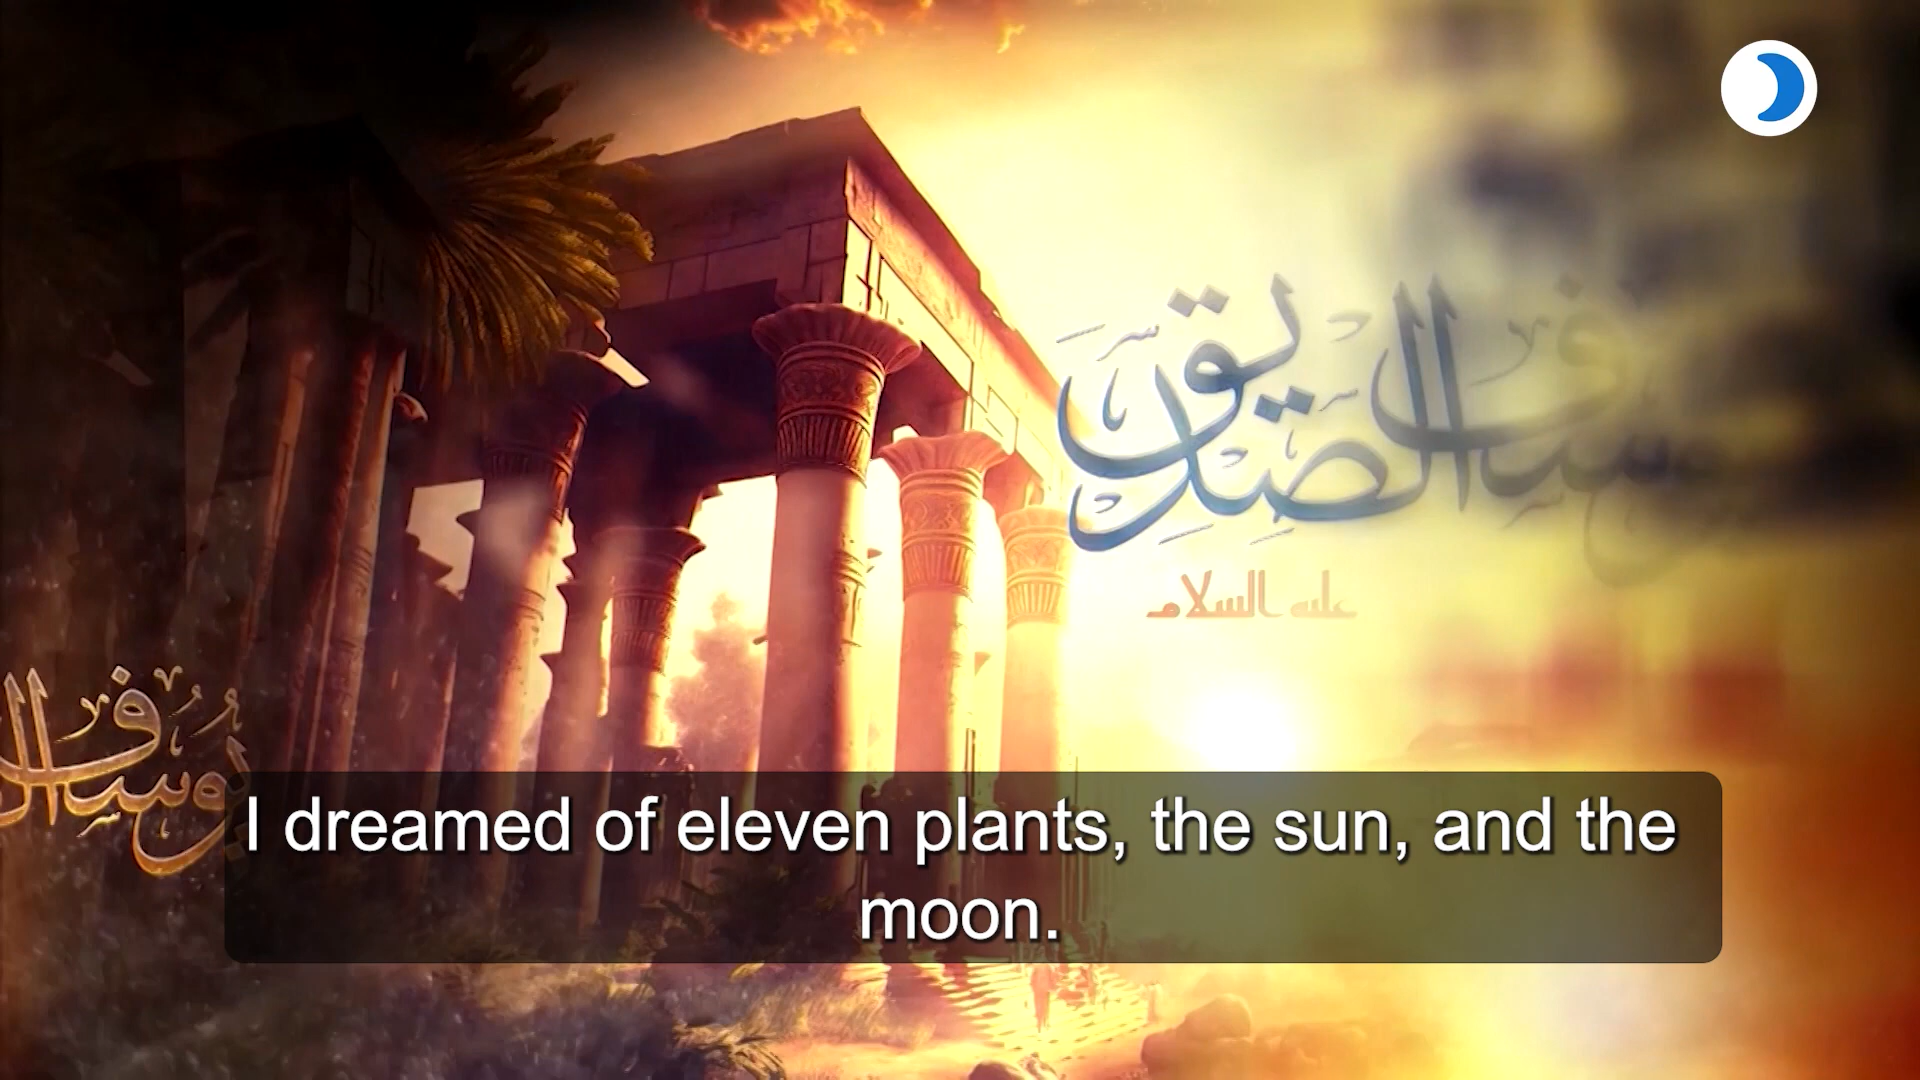 يوسف الصديق
عليه السلام
I dreamed of eleven plants, the sun, and the
moon.